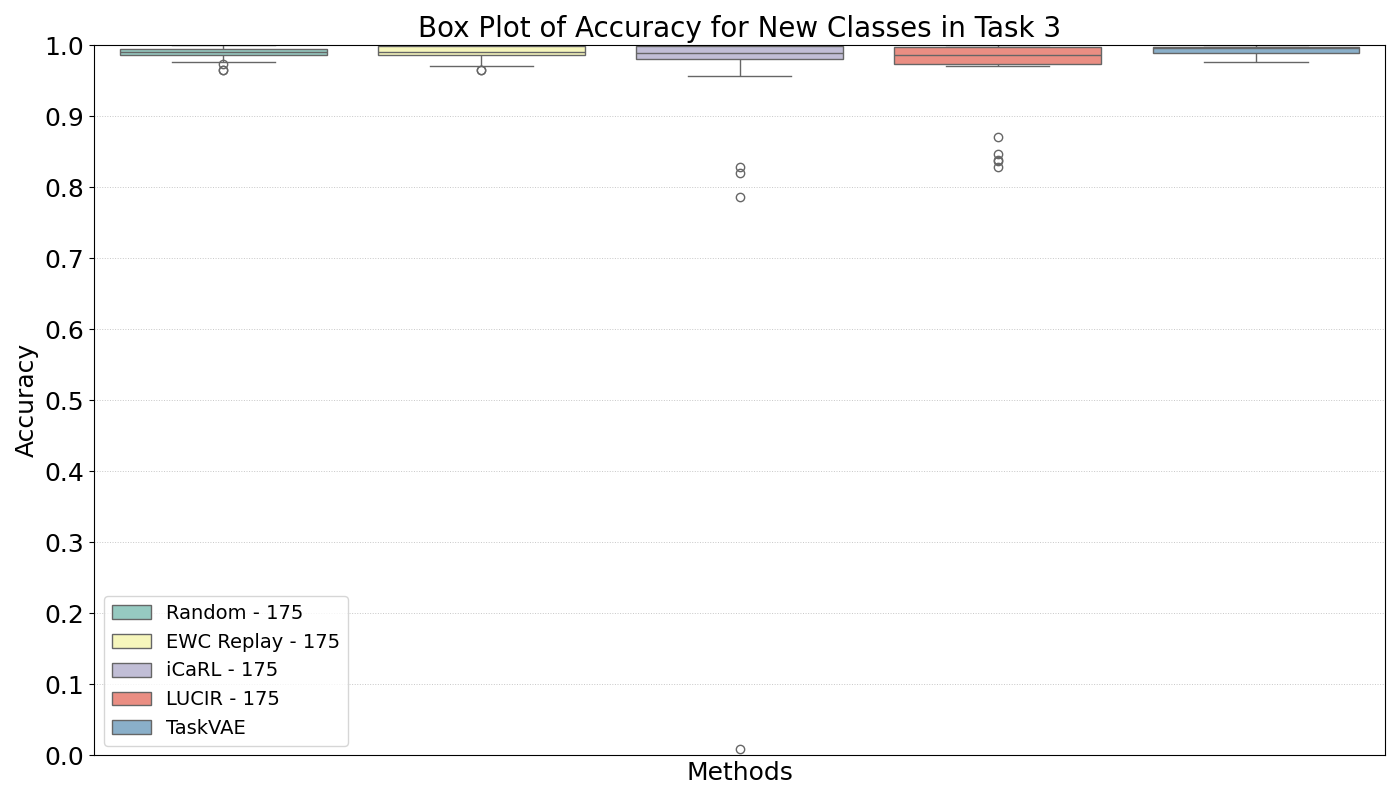 Box Plot of Accuracy for New Classes in Task 3
1.0
0.9
0.8
0.7
0.6
0.5
0.4
0.3
0.2
0.1
0.0
Accuracy
Random - 175
EWC Replay - 175
iCaRL - 175
LUCIR - 175
TaskVAE
Methods